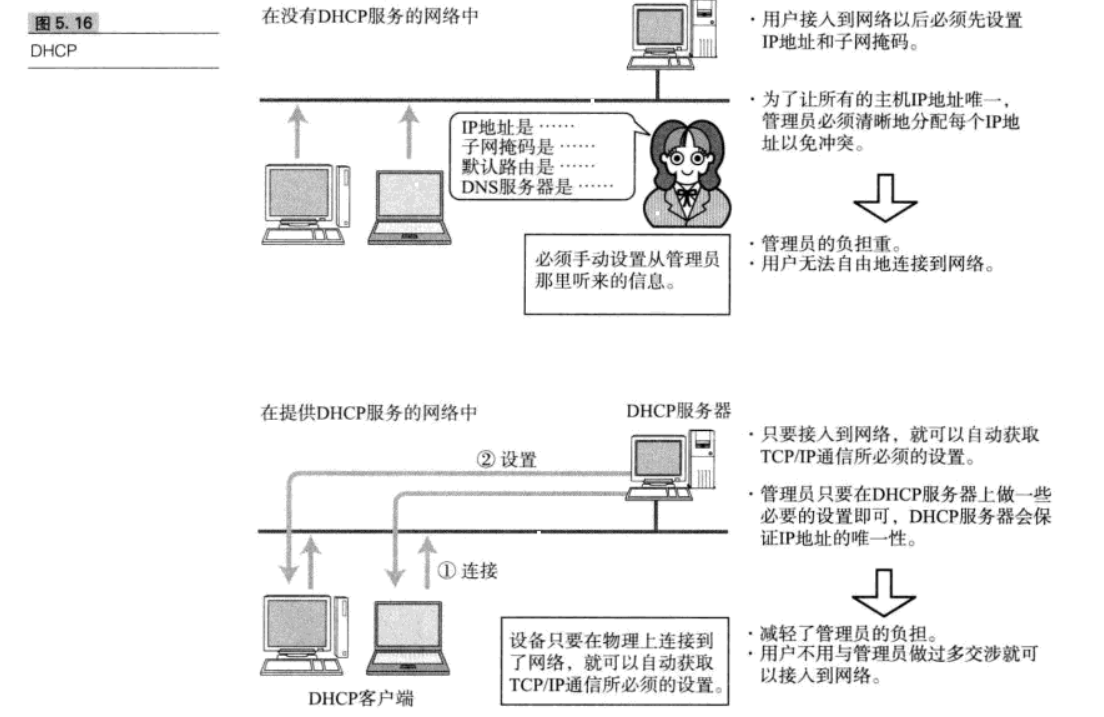 图 5. 16
DHCP
在没有DHCP服务的网络中
IP地址是 ……
子网掩码是 ……
默认路由是 ……
DNS服务器是 ……
必须手动设置从管理员
那里听来的信息。
· 用户接入到网络以后必须先设置
IP地址和子网掩码。
· 为了让所有的主机IP地址唯一，
管理员必须清晰地分配每个IP地
址以免冲突。
· 管理员的负担重。
· 用户无法自由地连接到网络。
在提供DHCP服务的网络中
DHCP服务器
② 设置
① 连接
DHCP客户端
设备只要在物理上连接到
了网络，就可以自动获取
TCP/IP通信所必须的设置。
· 只要接入到网络，就可以自动获取
TCP/IP通信所必须的设置。
· 管理员只要在DHCP服务器上做一些
必要的设置即可，DHCP服务器会保
证IP地址的唯一性。
· 减轻了管理员的负担。
· 用户不用与管理员做过多交涉就可
以接入到网络。